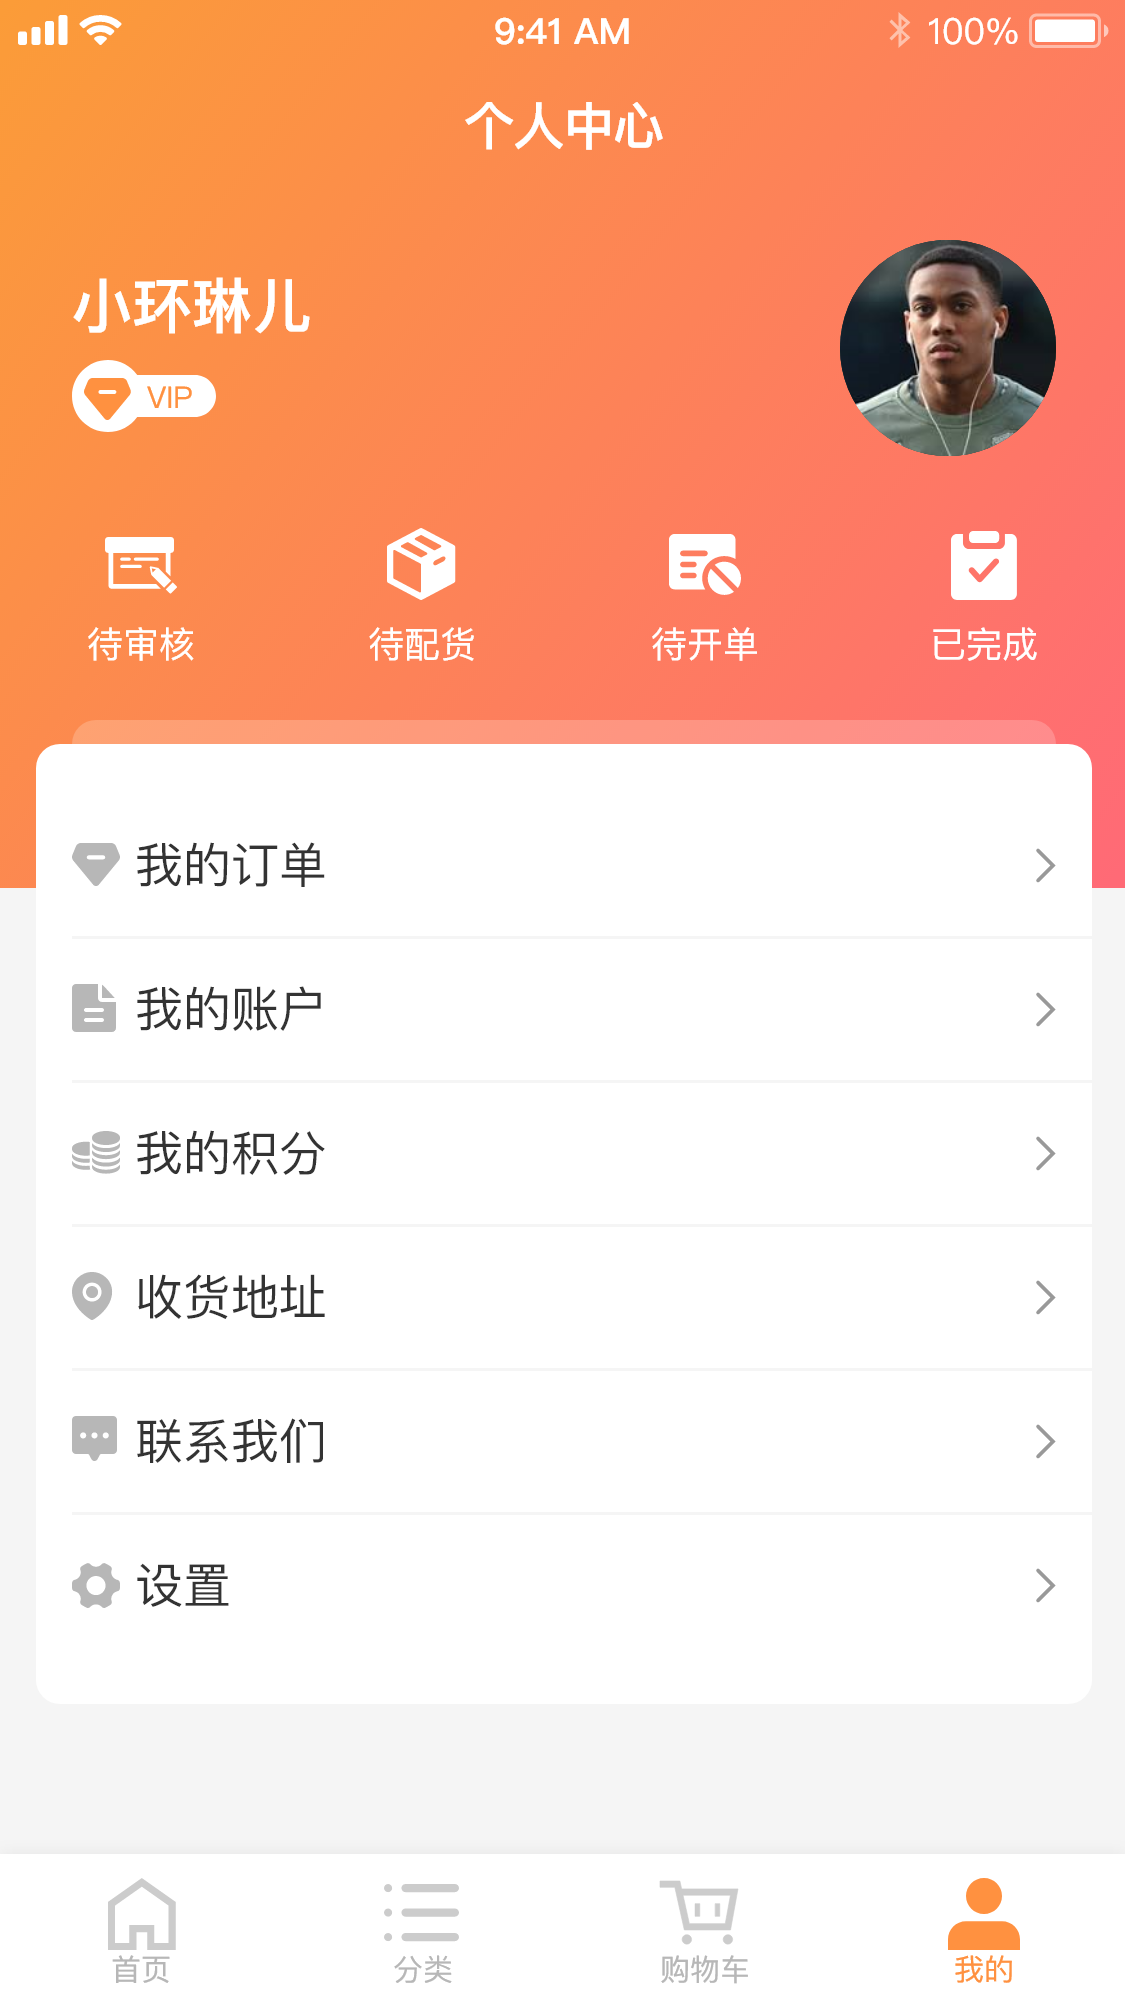 9:41 AM
100%
个人中心
小环琳儿
VIP
待审核
待配货
待开单
已完成
我的订单
我的账户
我的积分
收货地址
联系我们
设置
首页
分类
购物车
我的